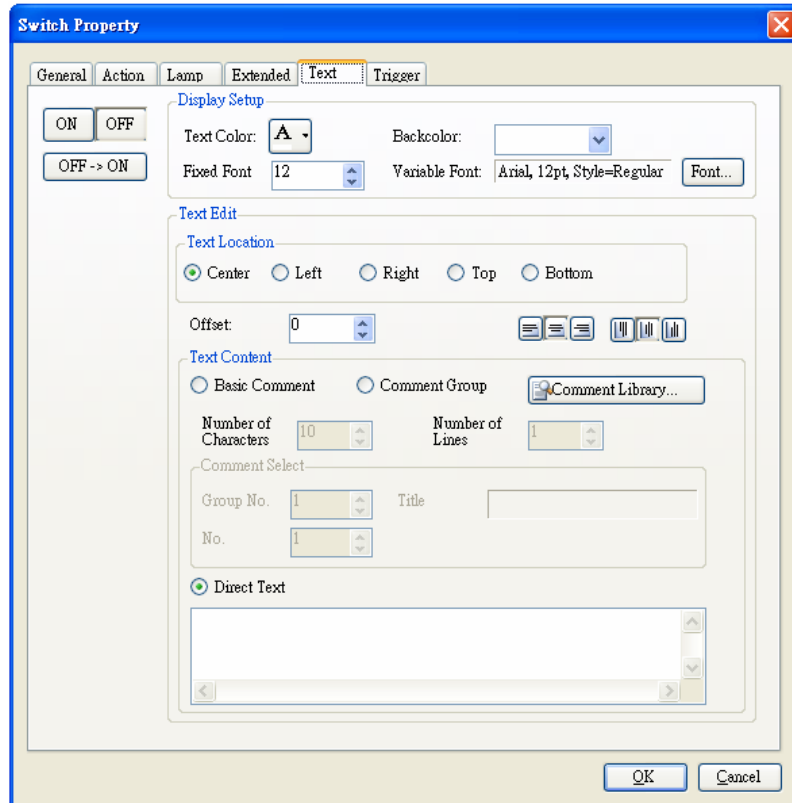 Switch Property
General Action Lamp Extended Text Trigger
Display Setup
ON OFF
Text Color: A Backcolor:
OFF -> ON
Fixed Font 12 Variable Font: Arial, 12pt, Style=Regular Font...
Text Edit
Text Location
Center Left Right Top Bottom
Offset: 0
Text Content
Basic Comment Comment Group Comment Library...
Number of Characters 10 Number of Lines 1
Comment Select
Group No. 1 Title
No. 1
Direct Text
OK Cancel